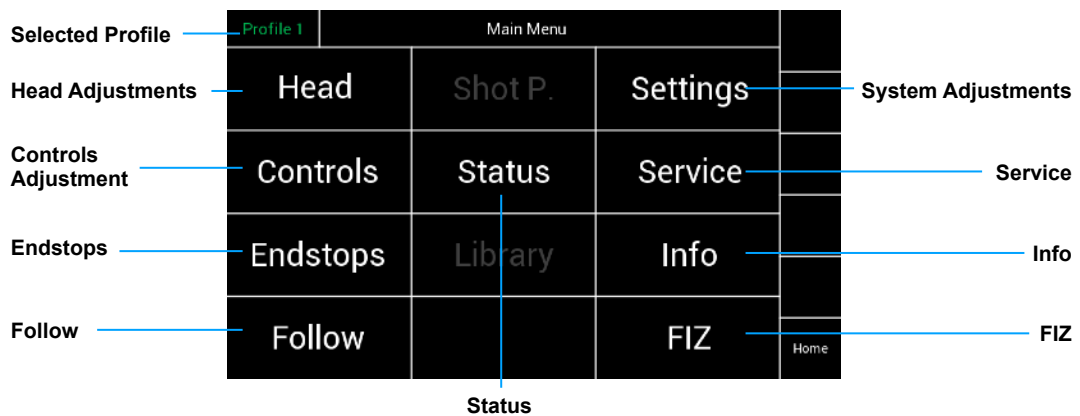 Selected Profile
Profile 1
Main Menu
Head Adjustments
Head
Shot P.
Settings
System Adjustments
Controls
Adjustment
Controls
Status
Service
Service
Endstops
Endstops
Library
Info
Info
Follow
Follow
FIZ
Home
FIZ
Status